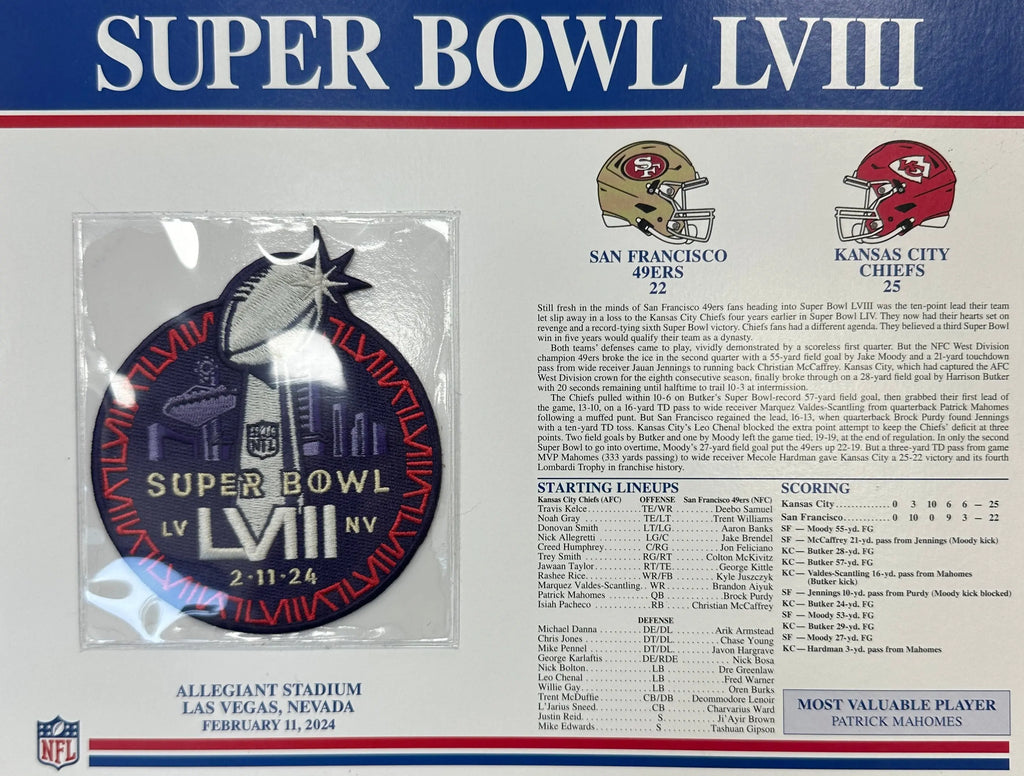 SUPER BOWL LVIII
SF
KC
SAN FRANCISCO
49ERS
22
KANSAS CITY
CHIEFS
25
Still fresh in the minds of San Francisco 49ers fans heading into Super Bowl LVIII was the ten-point lead their team
let slip away in a loss to the Kansas City Chiefs four years earlier in Super Bowl LIV. They now had their hearts set on
revenge and a record-tying sixth Super Bowl victory. Chiefs fans had a different agenda. They believed a third Super Bowl
win in five years would qualify their team as a dynasty.
Both teams' defenses came to play, vividly demonstrated by a scoreless first quarter. But the NFC West Division
champion 49ers broke the ice in the second quarter with a 55-yard field goal by Jake Moody and a 21-yard touchdown
pass from wide receiver Jauan Jennings to running back Christian McCaffrey. Kansas City, which had captured the AFC
West Division crown for the eighth consecutive season, finally broke through on a 28-yard field goal by Harrison Butker
with 20 seconds remaining until halftime to trail 10-3 at intermission.
The Chiefs pulled within 10-6 on Butker's Super Bowl-record 57-yard field goal, then grabbed their first lead of
the game, 13-10, on a 16-yard TD pass to wide receiver Marquez Valdes-Scantling from quarterback Patrick Mahomes
following a muffed punt. But San Francisco regained the lead, 16-13, when quarterback Brock Purdy found Jennings
with a ten-yard TD toss. Kansas City's Leo Chenal blocked the extra point attempt to keep the Chiefs' deficit at three
points. Two field goals by Butker and one by Moody left the game tied, 19-19, at the end of regulation. In only the second
Super Bowl to go into overtime, Moody's 27-yard field goal put the 49ers up 22-19. But a three-yard TD pass from game
MVP Mahomes (333 yards passing) to wide receiver Mecole Hardman gave Kansas City a 25-22 victory and its fourth
Lombardi Trophy in franchise history.
STARTING LINEUPS
Kansas City Chiefs (AFC) OFFENSE San Francisco 49ers (NFC)
Travis Kelce............TE/WR........Deebo Samuel
Noah Gray............TE/LT........Trent Williams
Donovan Smith........LT/LG..........Aaron Banks
Nick Allegretti..........LG/C..........Jake Brendel
Creed Humphrey........C/RG..........Jon Feliciano
Trey Smith............RG/RT........Colton McKivitz
Jawaan Taylor..........RT/TE..........George Kittle
Rashee Rice............WR/FB........Kyle Juszczyk
Marquez Valdes-Scantling..WR........Brandon Aiyuk
Patrick Mahomes........QB............Brock Purdy
Isiah Pacheco............RB......Christian McCaffrey
DEFENSE
Michael Danna..........DE/DL........Arik Armstead
Chris Jones............DT/DL..........Chase Young
Mike Pennel............DT/DL........Javon Hargrave
George Karlaftis........DE/RDE..........Nick Bosa
Nick Bolton..............LB..........Dre Greenlaw
Leo Chenal..............LB............Fred Warner
Willie Gay..............LB............Oren Burks
Trent McDuffie..........CB/DB....Deommodore Lenoir
L'Jarius Sneed..........CB........Charvarius Ward
Justin Reid..............S............Ji'Ayir Brown
Mike Edwards............S..........Tashuan Gipson
SCORING
Kansas City............0 3 10 6 6 — 25
San Francisco..........0 10 0 9 3 — 22
SF — Moody 55-yd. FG
SF — McCaffrey 21-yd. pass from Jennings (Moody kick)
KC — Butker 28-yd. FG
KC — Butker 57-yd. FG
KC — Valdes-Scantling 16-yd. pass from Mahomes
(Butker kick)
SF — Jennings 10-yd. pass from Purdy (Moody kick blocked)
KC — Butker 24-yd. FG
SF — Moody 53-yd. FG
KC — Butker 29-yd. FG
SF — Moody 27-yd. FG
KC — Hardman 3-yd. pass from Mahomes
MOST VALUABLE PLAYER
PATRICK MAHOMES
NFL
SUPER BOWL
LV LVIII NV
2-11-24
ALLEGIANT STADIUM
LAS VEGAS, NEVADA
FEBRUARY 11, 2024
NFL